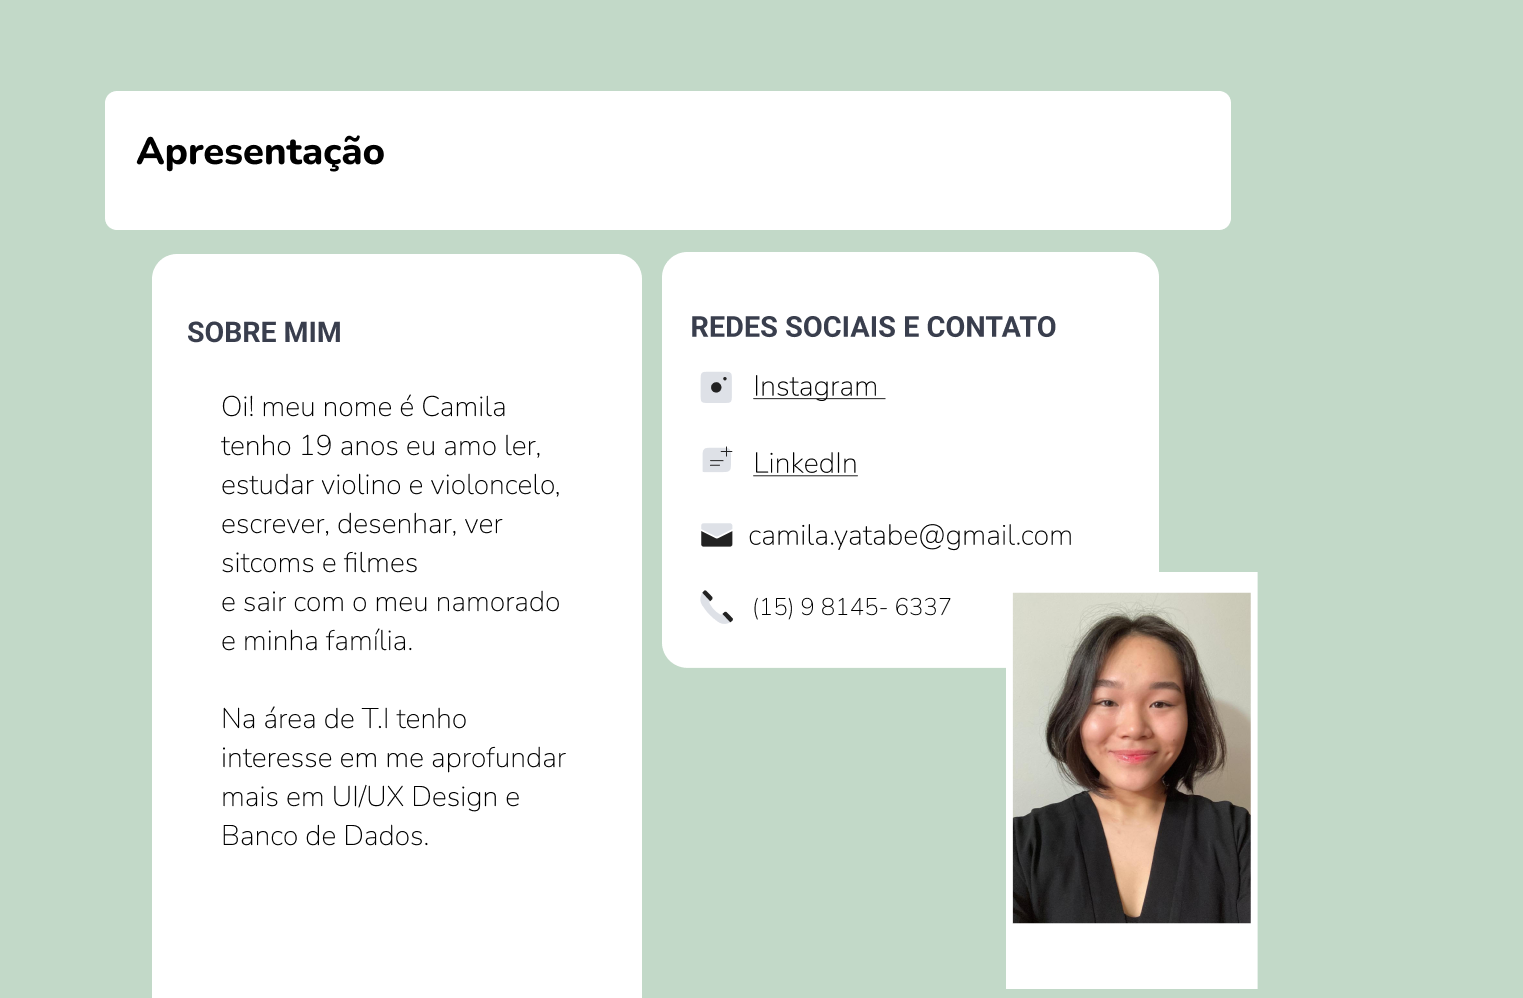 Apresentação
SOBRE MIM
Oi! meu nome é Camila
tenho 19 anos eu amo ler,
estudar violino e violoncelo,
escrever, desenhar, ver
sitcoms e filmes
e sair com o meu namorado
e minha família.
Na área de T.I tenho
interesse em me aprofundar
mais em UI/UX Design e
Banco de Dados.
REDES SOCIAIS E CONTATO
Instagram
LinkedIn
camila.yatabe@gmail.com
(15) 9 8145- 6337